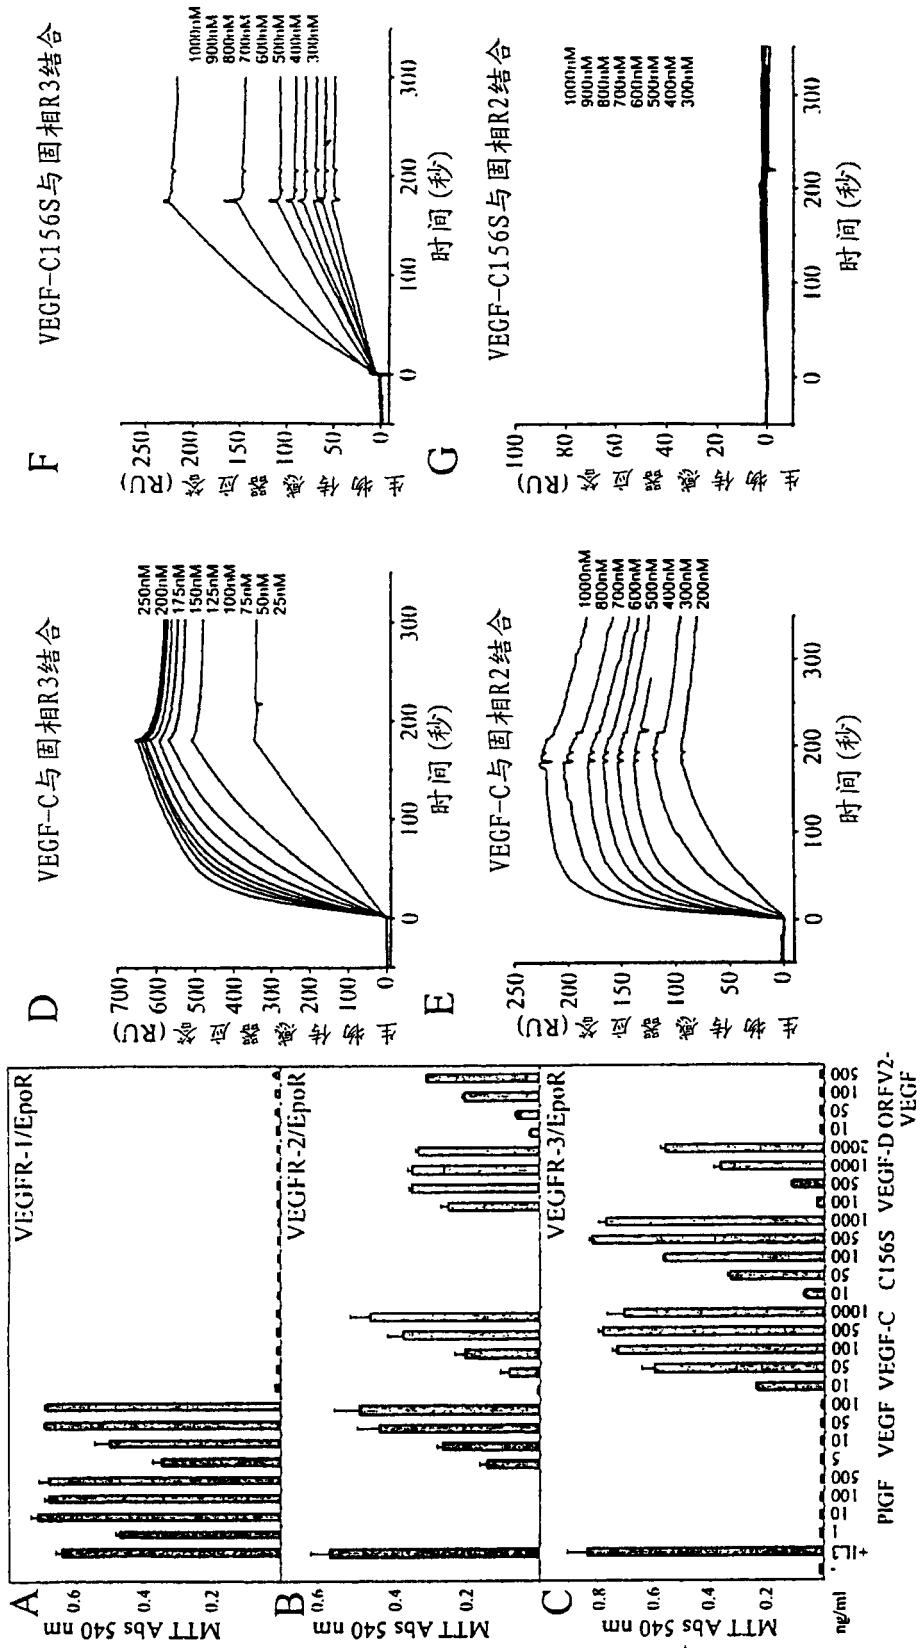 A
VEGFR-1/EpoR
MTT Abs 540 nm
0.6
0.4
0.2
B
VEGFR-2/EpoR
MTT Abs 540 nm
0.6
0.4
0.2
C
VEGFR-3/EpoR
MTT Abs 540 nm
0.8
0.6
0.4
0.2
ng/ml
- +IL3 1 10 100 500 5 10 50 100 10 50 100 500 1000 10 50 100 500 1000 100 500 1000 2000 10 50 100 500
PIGF VEGF VEGF-C C156S VEGF-D ORFV2-
VEGF
D
VEGF-C与固相R3结合
生物传感器应答
(RU)
700
600
500
400
300
200
100
0
250nM
200nM
175nM
150nM
125nM
100nM
75nM
50nM
25nM
0 100 200 300
时间(秒)
E
VEGF-C与固相R2结合
生物传感器应答
(RU)
250
200
150
100
50
0
1000nM
800nM
700nM
600nM
500nM
400nM
300nM
200nM
0 100 200 300
时间(秒)
F
VEGF-C156S与固相R3结合
生物传感器应答
(RU)
250
200
150
100
50
0
1000nM
900nM
800nM
700nM
600nM
500nM
400nM
300nM
0 100 200 300
时间(秒)
G
VEGF-C156S与固相R2结合
生物传感器应答
(RU)
100
80
60
40
20
0
1000nM
900nM
800nM
700nM
600nM
500nM
400nM
300nM
0 100 200 300
时间(秒)